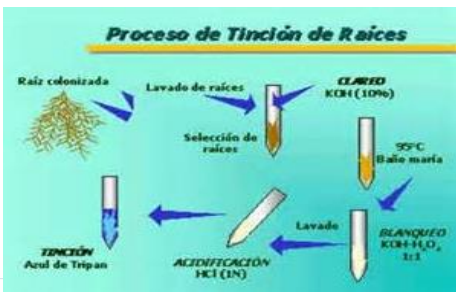 Proceso de Tinción de Raíces
Raíz colonizada
Lavado de raíces
CLAREO
KOH (10%)
Selección de
raíces
95°C
Baño maría
BLANQUEO
KOH-H₂O₂
1:1
Lavado
ACIDIFICACIÓN
HCl (1N)
TINCIÓN
Azul de Tripan